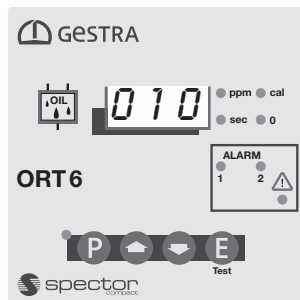 GESTRA
OIL
010
ppm cal
sec 0
ALARM
1 2
ORT 6
P E
Test
spector
compact